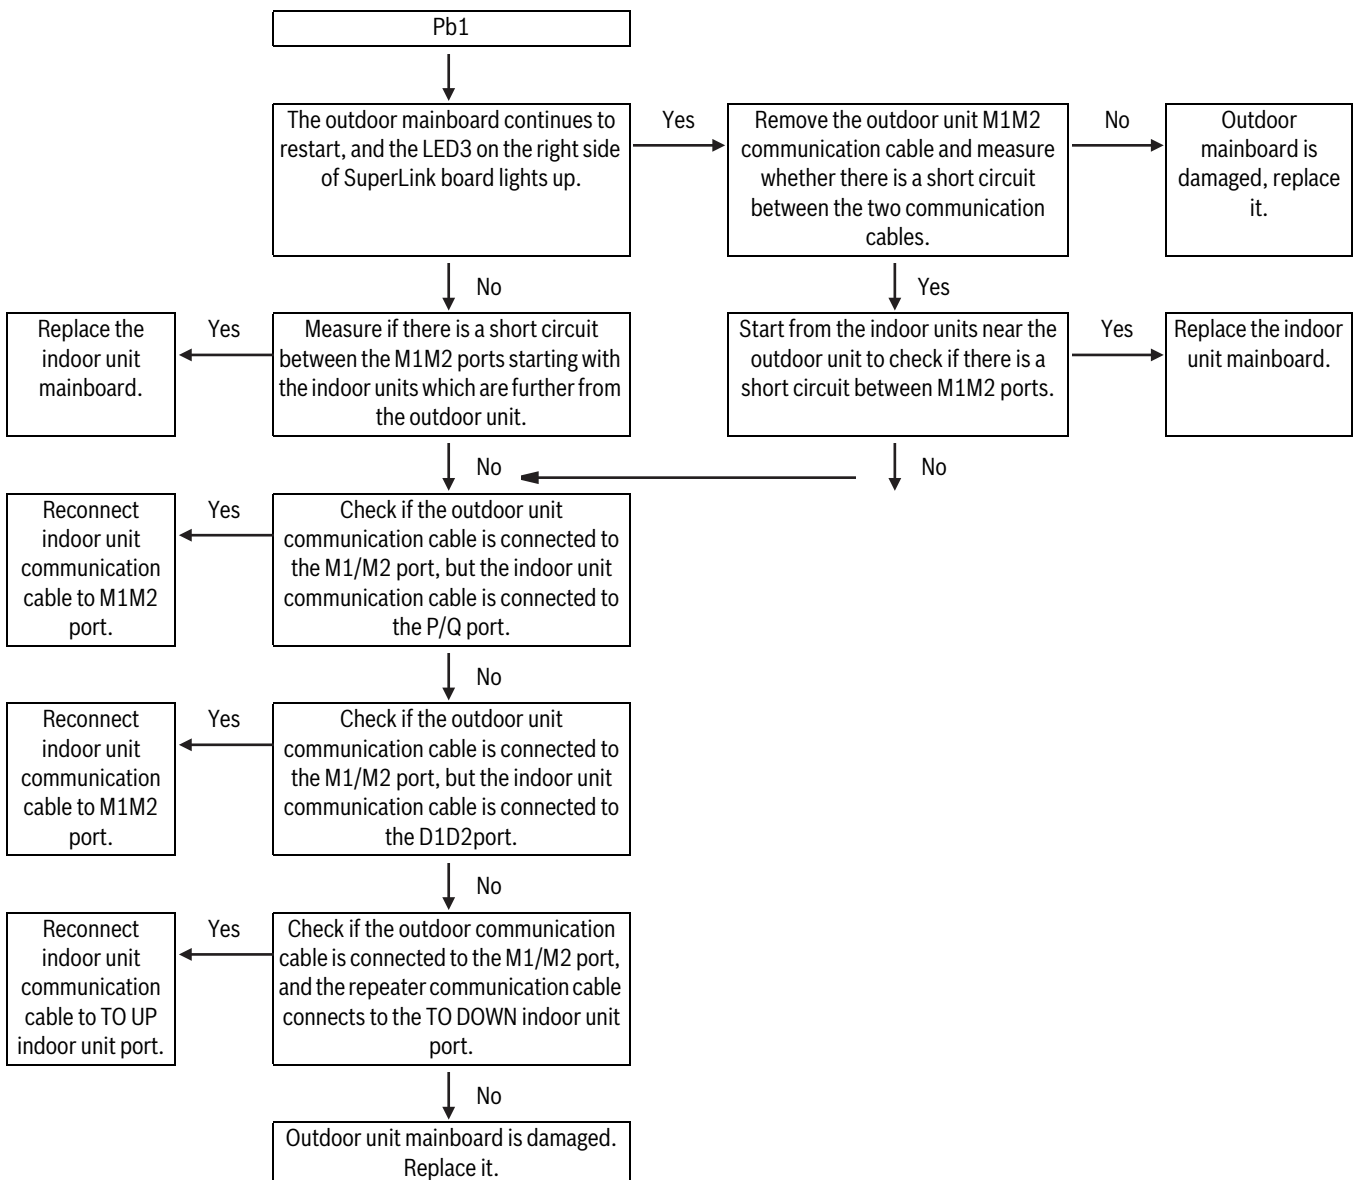 Pb1
The outdoor mainboard continues to
restart, and the LED3 on the right side
of SuperLink board lights up.
Yes
Remove the outdoor unit M1M2
communication cable and measure
whether there is a short circuit
between the two communication
cables.
No
Outdoor
mainboard is
damaged, replace
it.
No
Yes
Replace the
indoor unit
mainboard.
Yes
Measure if there is a short circuit
between the M1M2 ports starting with
the indoor units which are further from
the outdoor unit.
Start from the indoor units near the
outdoor unit to check if there is a
short circuit between M1M2 ports.
Yes
Replace the indoor
unit mainboard.
No
No
Reconnect
indoor unit
communication
cable to M1M2
port.
Yes
Check if the outdoor unit
communication cable is connected to
the M1/M2 port, but the indoor unit
communication cable is connected to
the P/Q port.
No
Reconnect
indoor unit
communication
cable to M1M2
port.
Yes
Check if the outdoor unit
communication cable is connected to
the M1/M2 port, but the indoor unit
communication cable is connected to
the D1D2port.
No
Reconnect
indoor unit
communication
cable to TO UP
indoor unit port.
Yes
Check if the outdoor communication
cable is connected to the M1/M2 port,
and the repeater communication cable
connects to the TO DOWN indoor unit
port.
No
Outdoor unit mainboard is damaged.
Replace it.